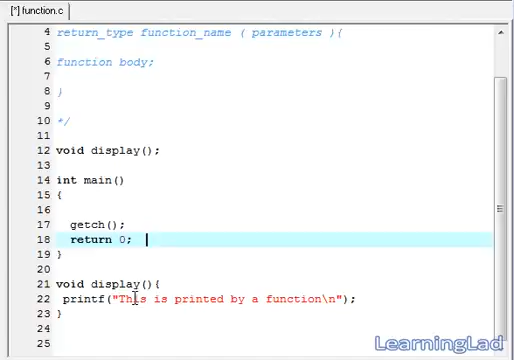 [*] function.c
4 return_type function_name ( parameters ){
5
6 function body;
7
8 }
9
10 */
11
12 void display();
13
14 int main()
15 {
16
17 getch();
18 return 0;
19 }
20
21 void display(){
22 printf("This is printed by a function\n");
23 }
24
25
LearningLad